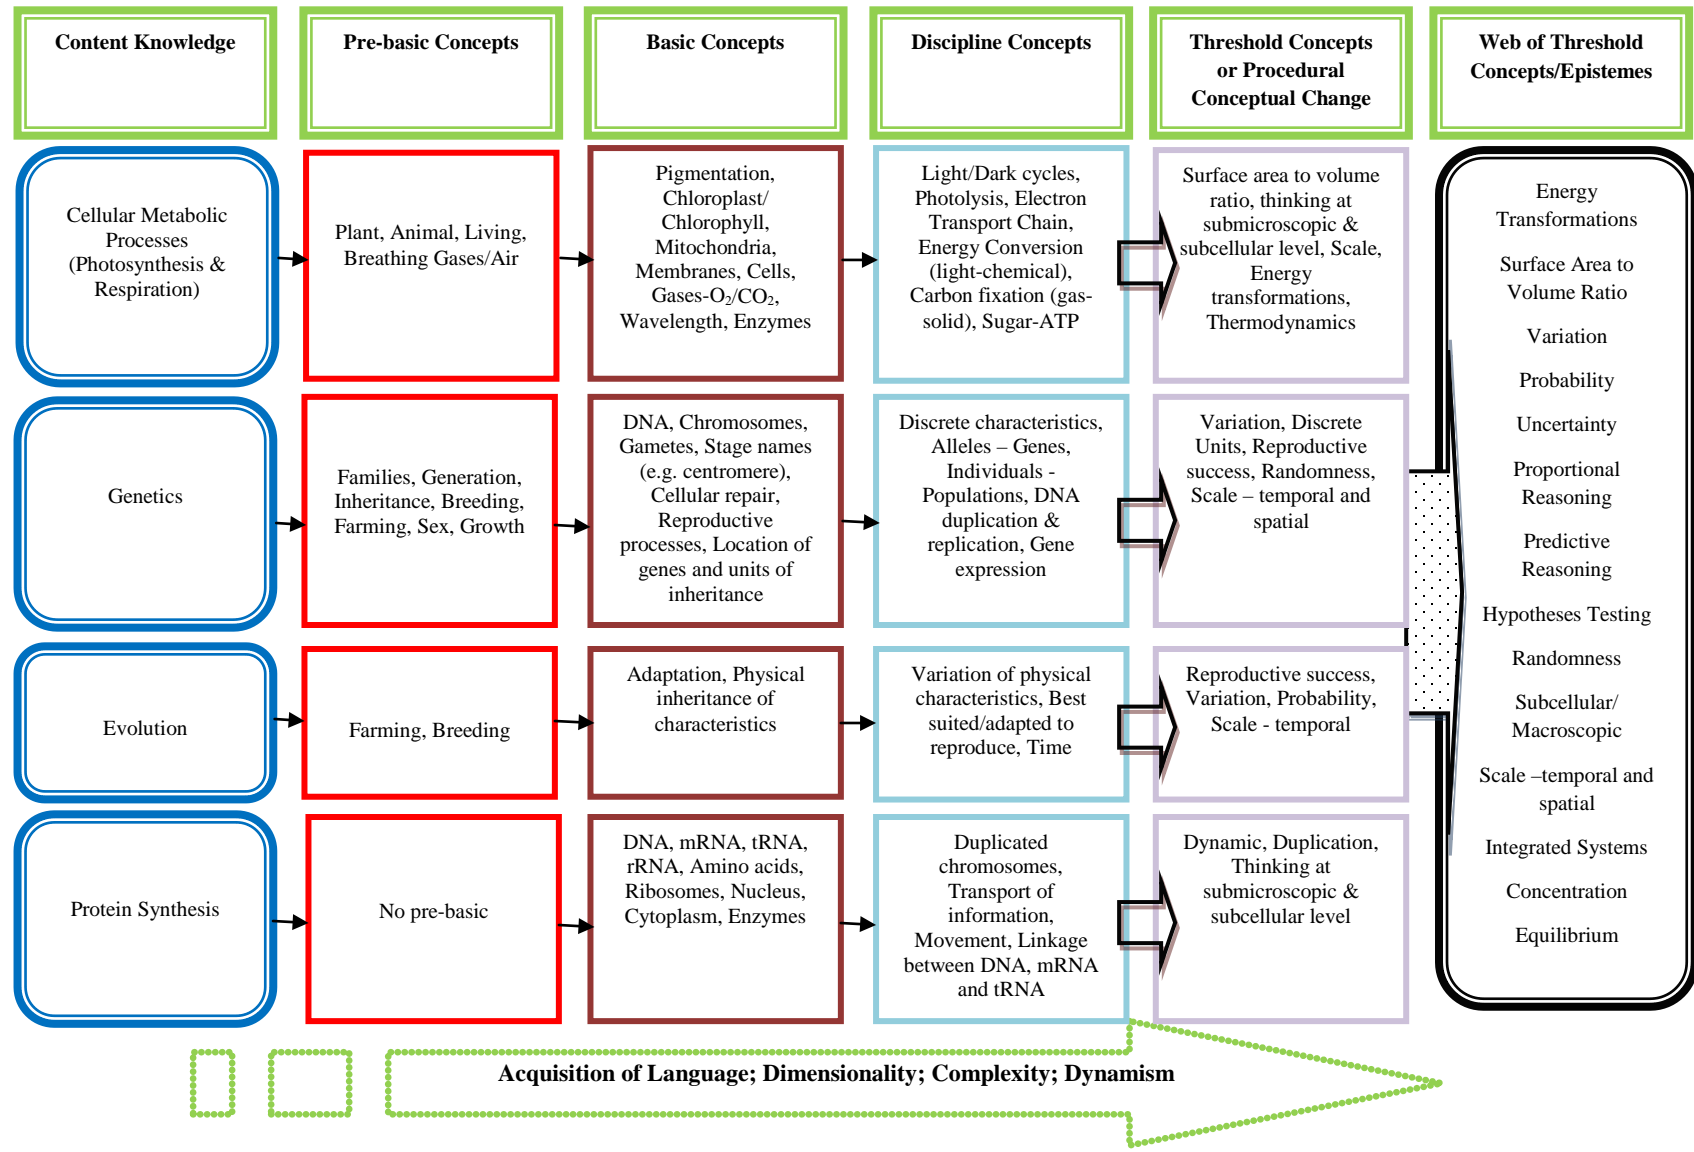 Content Knowledge
Pre-basic Concepts
Basic Concepts
Discipline Concepts
Threshold Concepts
or Procedural
Conceptual Change
Web of Threshold
Concepts/Epistemes
Cellular Metabolic
Processes
(Photosynthesis &
Respiration)
Plant, Animal, Living,
Breathing Gases/Air
Pigmentation,
Chloroplast/
Chlorophyll,
Mitochondria,
Membranes, Cells,
Gases-O₂/CO₂,
Wavelength, Enzymes
Light/Dark cycles,
Photolysis, Electron
Transport Chain,
Energy Conversion
(light-chemical),
Carbon fixation (gas-
solid), Sugar-ATP
Surface area to volume
ratio, thinking at
submicroscopic &
subcellular level, Scale,
Energy
transformations,
Thermodynamics
Genetics
Families, Generation,
Inheritance, Breeding,
Farming, Sex, Growth
DNA, Chromosomes,
Gametes, Stage names
(e.g. centromere),
Cellular repair,
Reproductive
processes, Location of
genes and units of
inheritance
Discrete characteristics,
Alleles – Genes,
Individuals -
Populations, DNA
duplication &
replication, Gene
expression
Variation, Discrete
Units, Reproductive
success, Randomness,
Scale – temporal and
spatial
Evolution
Farming, Breeding
Adaptation, Physical
inheritance of
characteristics
Variation of physical
characteristics, Best
suited/adapted to
reproduce, Time
Reproductive success,
Variation, Probability,
Scale - temporal
Protein Synthesis
No pre-basic
DNA, mRNA, tRNA,
rRNA, Amino acids,
Ribosomes, Nucleus,
Cytoplasm, Enzymes
Duplicated
chromosomes,
Transport of
information,
Movement, Linkage
between DNA, mRNA
and tRNA
Dynamic, Duplication,
Thinking at
submicroscopic &
subcellular level
Energy
Transformations
Surface Area to
Volume Ratio
Variation
Probability
Uncertainty
Proportional
Reasoning
Predictive
Reasoning
Hypotheses Testing
Randomness
Subcellular/
Macroscopic
Scale –temporal and
spatial
Integrated Systems
Concentration
Equilibrium
Acquisition of Language; Dimensionality; Complexity; Dynamism